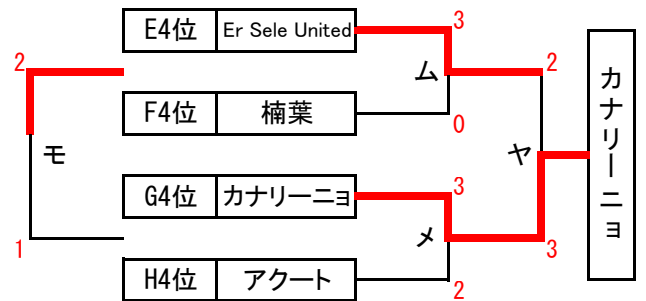 E4位 Er Sele United 3
2 ム 2
F4位 楠葉 0
モ ヤ カナリーニョ
G4位 カナリーニョ 3
1 メ 3
H4位 アクート 2